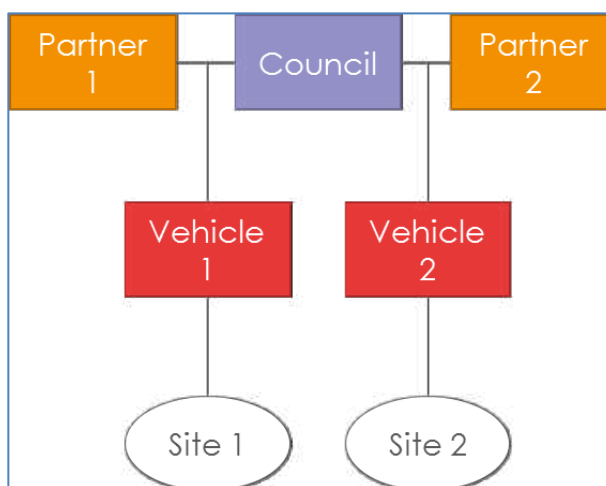 Partner
1
Council
Partner
2
Vehicle
1
Vehicle
2
Site 1
Site 2